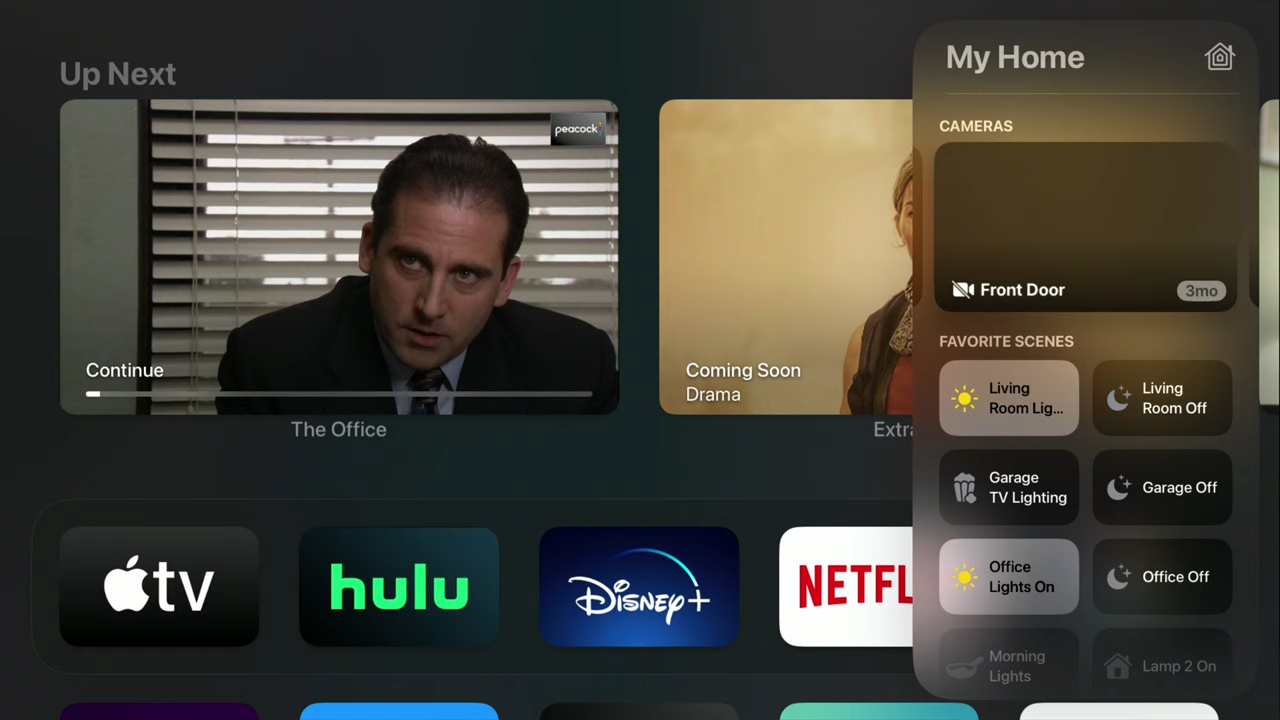 Up Next
peacock
Continue
The Office
Coming Soon
Drama
Extra
tv
hulu
Disney+
NETFL
My Home
CAMERAS
Front Door
3mo
FAVORITE SCENES
Living
Room Lig...
Living
Room Off
Garage
TV Lighting
Garage Off
Office
Lights On
Office Off
Morning
Lights
Lamp 2 On